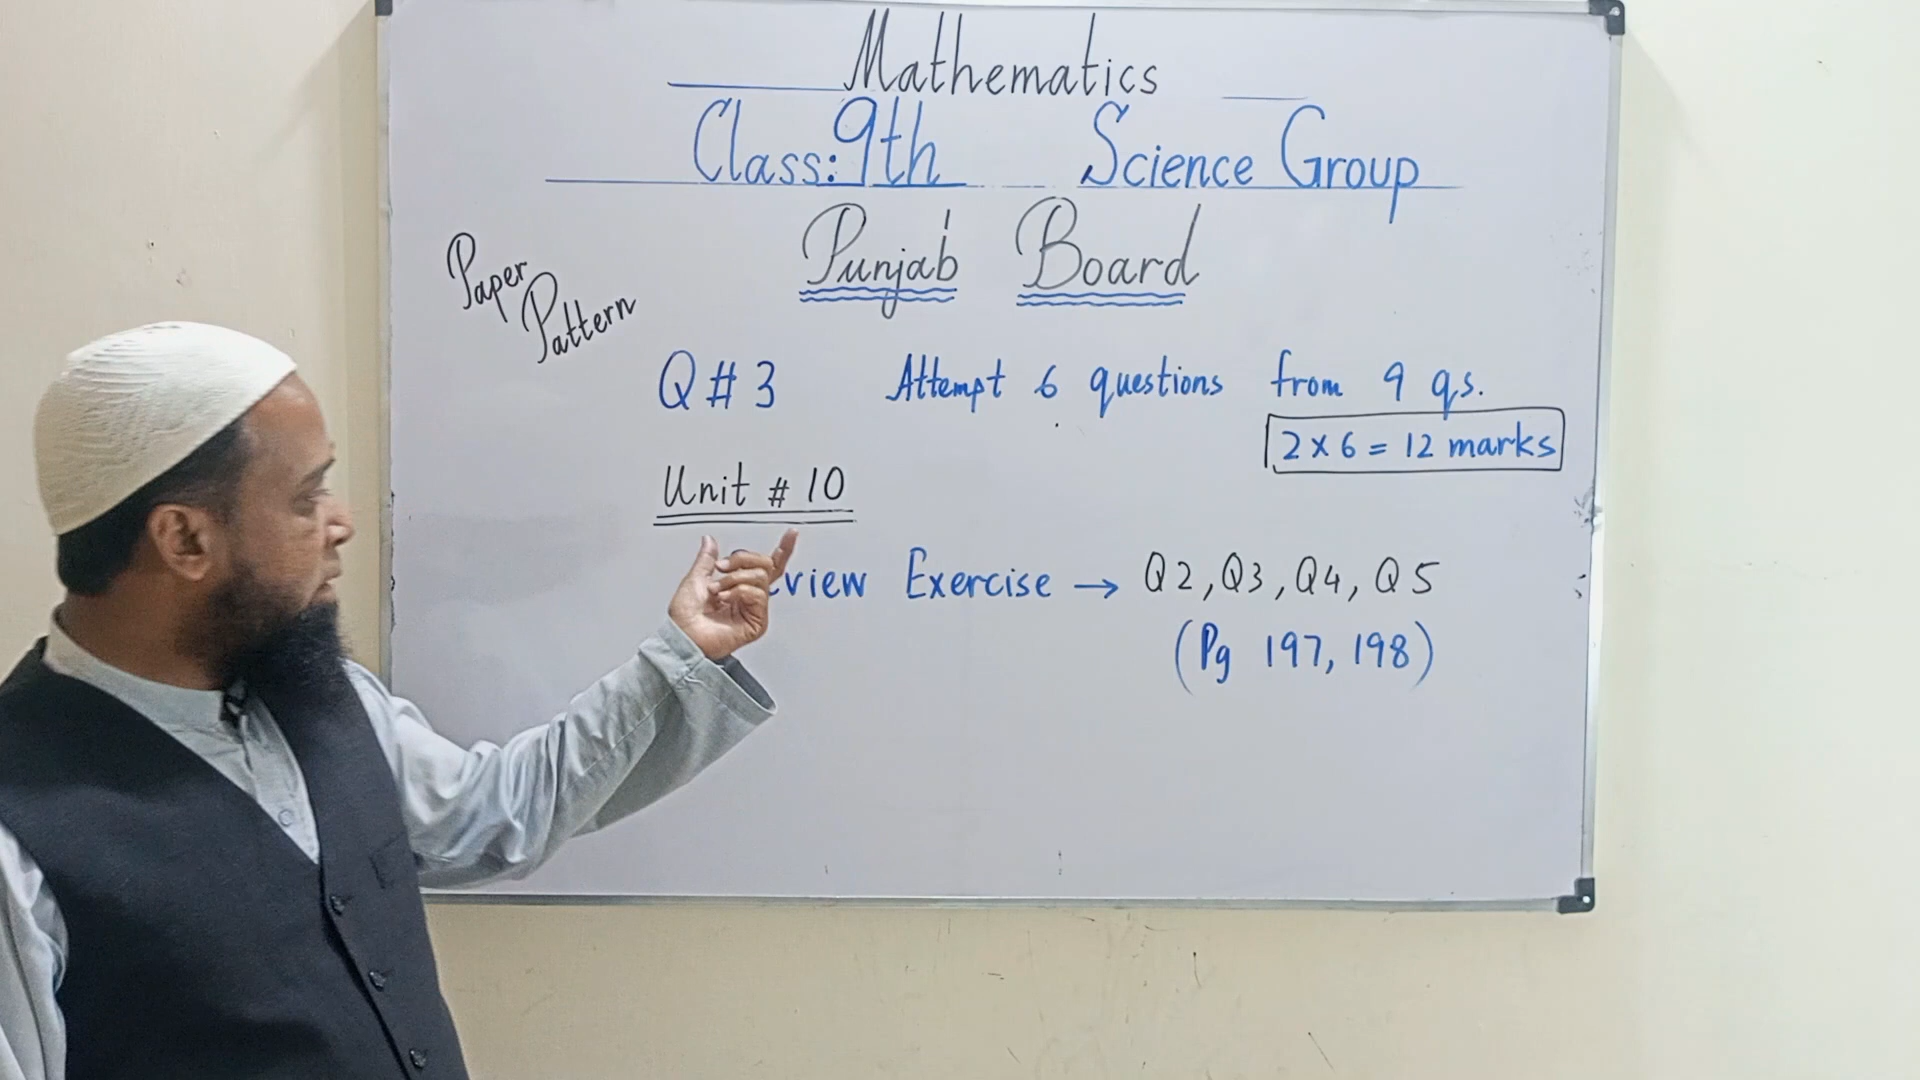 Mathematics
Class: 9th Science Group
Punjab Board
Paper
Pattern
Q # 3 Attempt 6 questions from 9 qs.
2 x 6 = 12 marks
Unit # 10
Exercise → Q2, Q3, Q4, Q5
(Pg 197, 198)